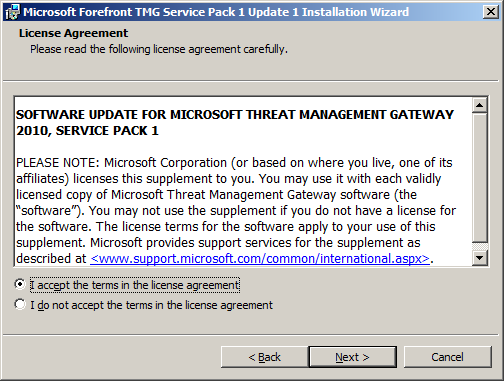 Microsoft Forefront TMG Service Pack 1 Update 1 Installation Wizard
License Agreement
Please read the following license agreement carefully.
SOFTWARE UPDATE FOR MICROSOFT THREAT MANAGEMENT GATEWAY
2010, SERVICE PACK 1
PLEASE NOTE: Microsoft Corporation (or based on where you live, one of its
affiliates) licenses this supplement to you. You may use it with each validly
licensed copy of Microsoft Threat Management Gateway software (the
“software”). You may not use the supplement if you do not have a license for
the software. The license terms for the software apply to your use of this
supplement. Microsoft provides support services for the supplement as
described at <www.support.microsoft.com/common/international.aspx>.
I accept the terms in the license agreement
I do not accept the terms in the license agreement
< Back
Next >
Cancel